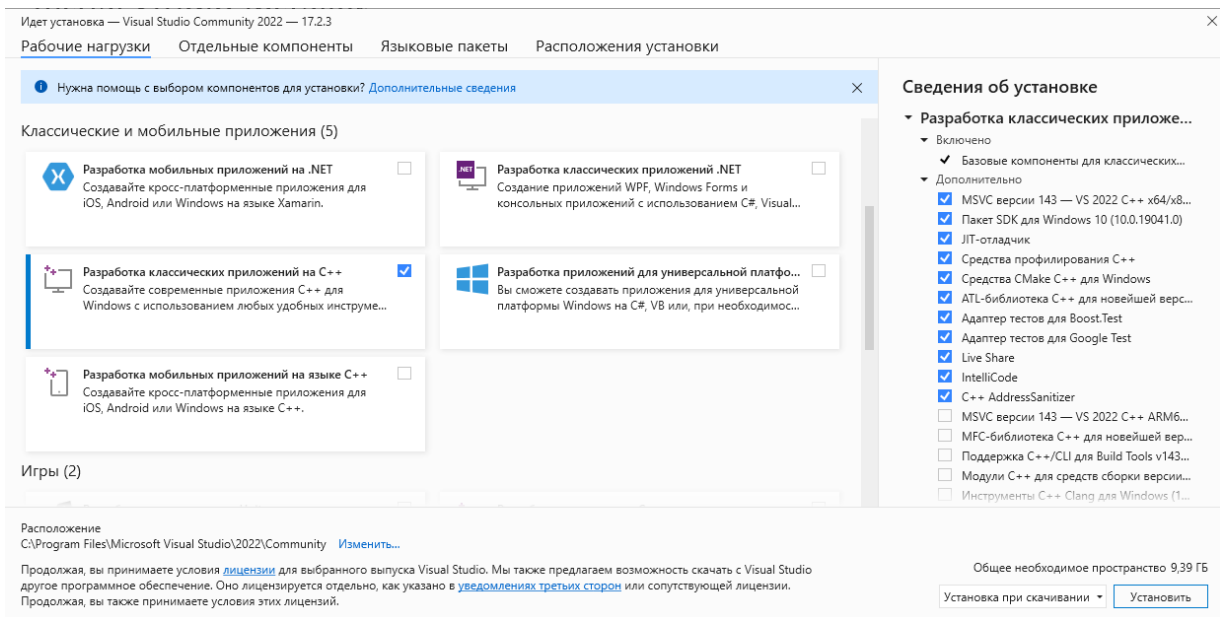 Идет установка — Visual Studio Community 2022 — 17.2.3
Рабочие нагрузки
Отдельные компоненты
Языковые пакеты
Расположения установки
Нужна помощь с выбором компонентов для установки? Дополнительные сведения
Классические и мобильные приложения (5)
Разработка мобильных приложений на .NET
Создавайте кросс-платформенные приложения для
iOS, Android или Windows на языке Xamarin.
.NET
Разработка классических приложений .NET
Создание приложений WPF, Windows Forms и
консольных приложений с использованием C#, Visual...
Разработка классических приложений на C++
Создавайте современные приложения C++ для
Windows с использованием любых удобных инструме...
Разработка приложений для универсальной платфо...
Вы сможете создавать приложения для универсальной
платформы Windows на C#, VB или, при необходимос...
Разработка мобильных приложений на языке C++
Создавайте кросс-платформенные приложения для
iOS, Android или Windows на языке C++.
Игры (2)
Сведения об установке
Разработка классических приложе...
Включено
Базовые компоненты для классических...
Дополнительно
MSVC версии 143 — VS 2022 C++ x64/x8...
Пакет SDK для Windows 10 (10.0.19041.0)
JIT-отладчик
Средства профилирования C++
Средства CMake C++ для Windows
ATL-библиотека C++ для новейшей верс...
Адаптер тестов для Boost.Test
Адаптер тестов для Google Test
Live Share
IntelliCode
C++ AddressSanitizer
MSVC версии 143 — VS 2022 C++ ARM6...
MFC-библиотека C++ для новейшей вер...
Поддержка C++/CLI для Build Tools v143...
Модули C++ для средств сборки версии...
Инструменты C++ Clang для Windows (1...
Расположение
C:\Program Files\Microsoft Visual Studio\2022\Community Изменить...
Продолжая, вы принимаете условия лицензии для выбранного выпуска Visual Studio. Мы также предлагаем возможность скачать с Visual Studio
другое программное обеспечение. Оно лицензируется отдельно, как указано в уведомлениях третьих сторон или сопутствующей лицензии.
Продолжая, вы также принимаете условия этих лицензий.
Общее необходимое пространство 9,39 ГБ
Установка при скачивании
Установить